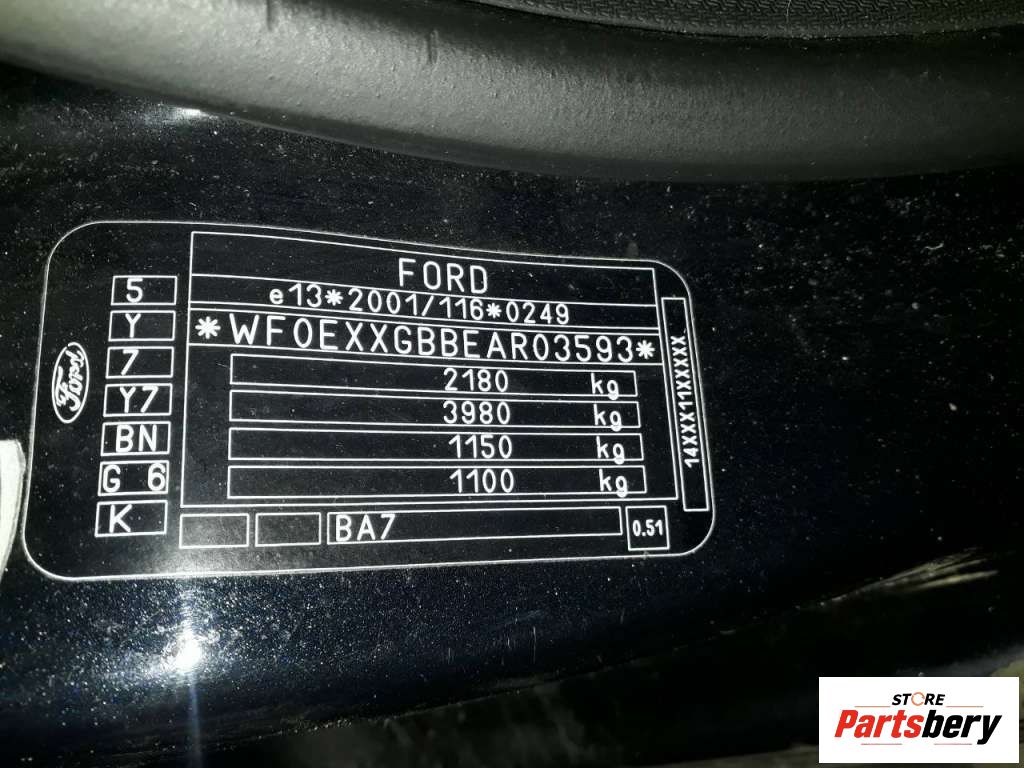 FORD
e13*2001/116*0249
*WF0EXXGBBEAR03593*
2180 kg
3980 kg
1150 kg
1100 kg
BA7
0.51
14XXX11XXXXX
5
Y
7
Y7
BN
G 6
K
Ford
STORE
Partsbery